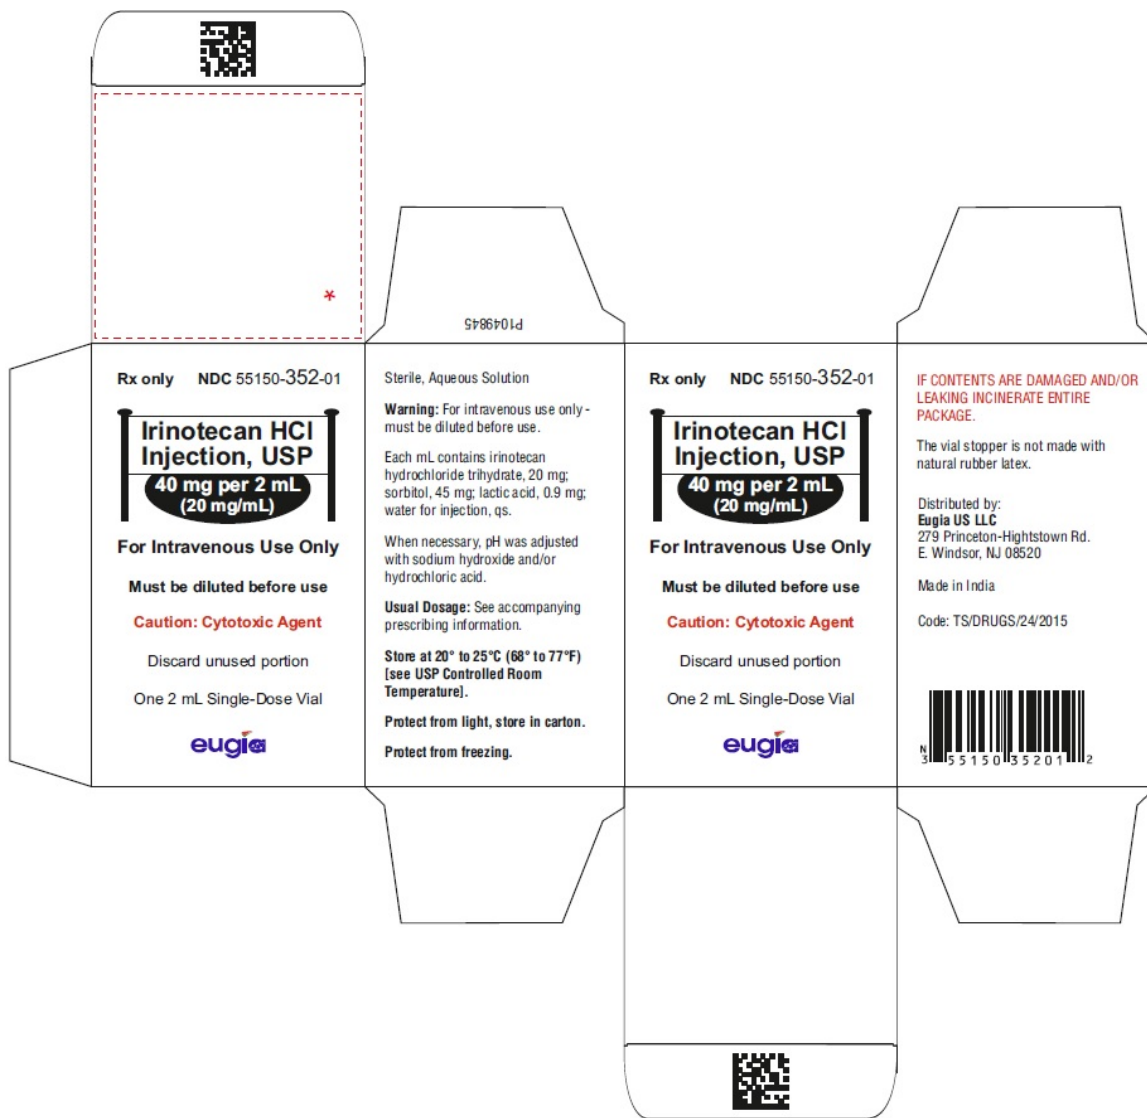 *
P1049845
Rx only NDC 55150-352-01
Irinotecan HCl
Injection, USP
40 mg per 2 mL
(20 mg/mL)
For Intravenous Use Only
Must be diluted before use
Caution: Cytotoxic Agent
Discard unused portion
One 2 mL Single-Dose Vial
eugia
Sterile, Aqueous Solution
Warning: For intravenous use only -
must be diluted before use.
Each mL contains irinotecan
hydrochloride trihydrate, 20 mg;
sorbitol, 45 mg; lactic acid, 0.9 mg;
water for injection, qs.
When necessary, pH was adjusted
with sodium hydroxide and/or
hydrochloric acid.
Usual Dosage: See accompanying
prescribing information.
Store at 20° to 25°C (68° to 77°F)
[see USP Controlled Room
Temperature].
Protect from light, store in carton.
Protect from freezing.
Rx only NDC 55150-352-01
Irinotecan HCl
Injection, USP
40 mg per 2 mL
(20 mg/mL)
For Intravenous Use Only
Must be diluted before use
Caution: Cytotoxic Agent
Discard unused portion
One 2 mL Single-Dose Vial
eugia
IF CONTENTS ARE DAMAGED AND/OR
LEAKING INCINERATE ENTIRE
PACKAGE.
The vial stopper is not made with
natural rubber latex.
Distributed by:
Eugia US LLC
279 Princeton-Hightstown Rd.
E. Windsor, NJ 08520
Made in India
Code: TS/DRUGS/24/2015
N
3 55150 35201 2